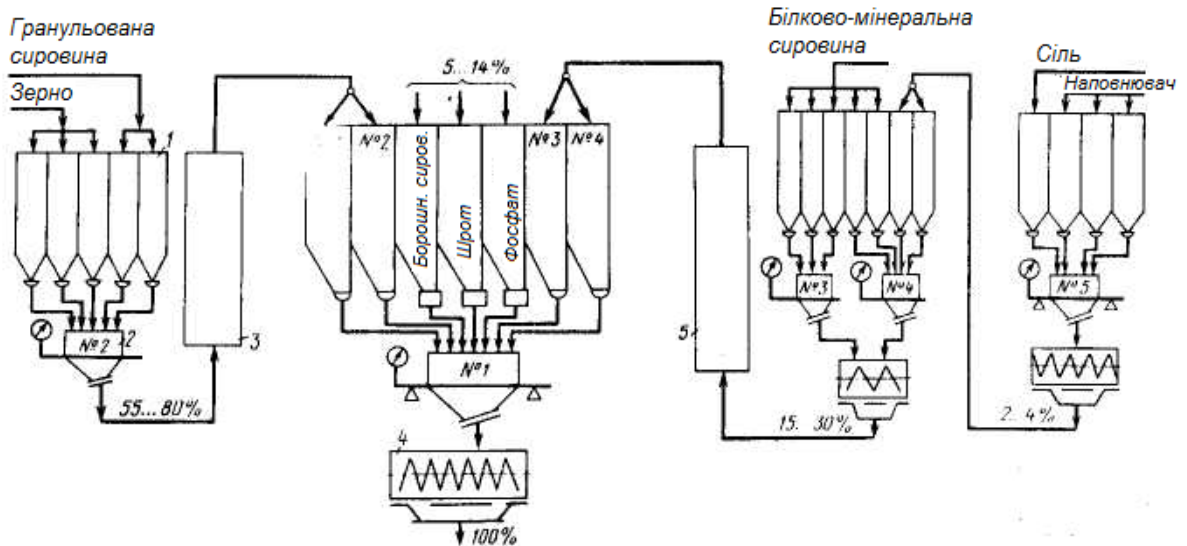 Гранульована
сировина
Зерно
1
№2
2
3
55...80%
5...14%
№2
Борошн. сиров.
Шрот
Фосфат
№3
№4
№1
4
100%
5
Білково-мінеральна
сировина
№3
№4
15. 30%
Сіль
Наповнювач
№5
2. 4%